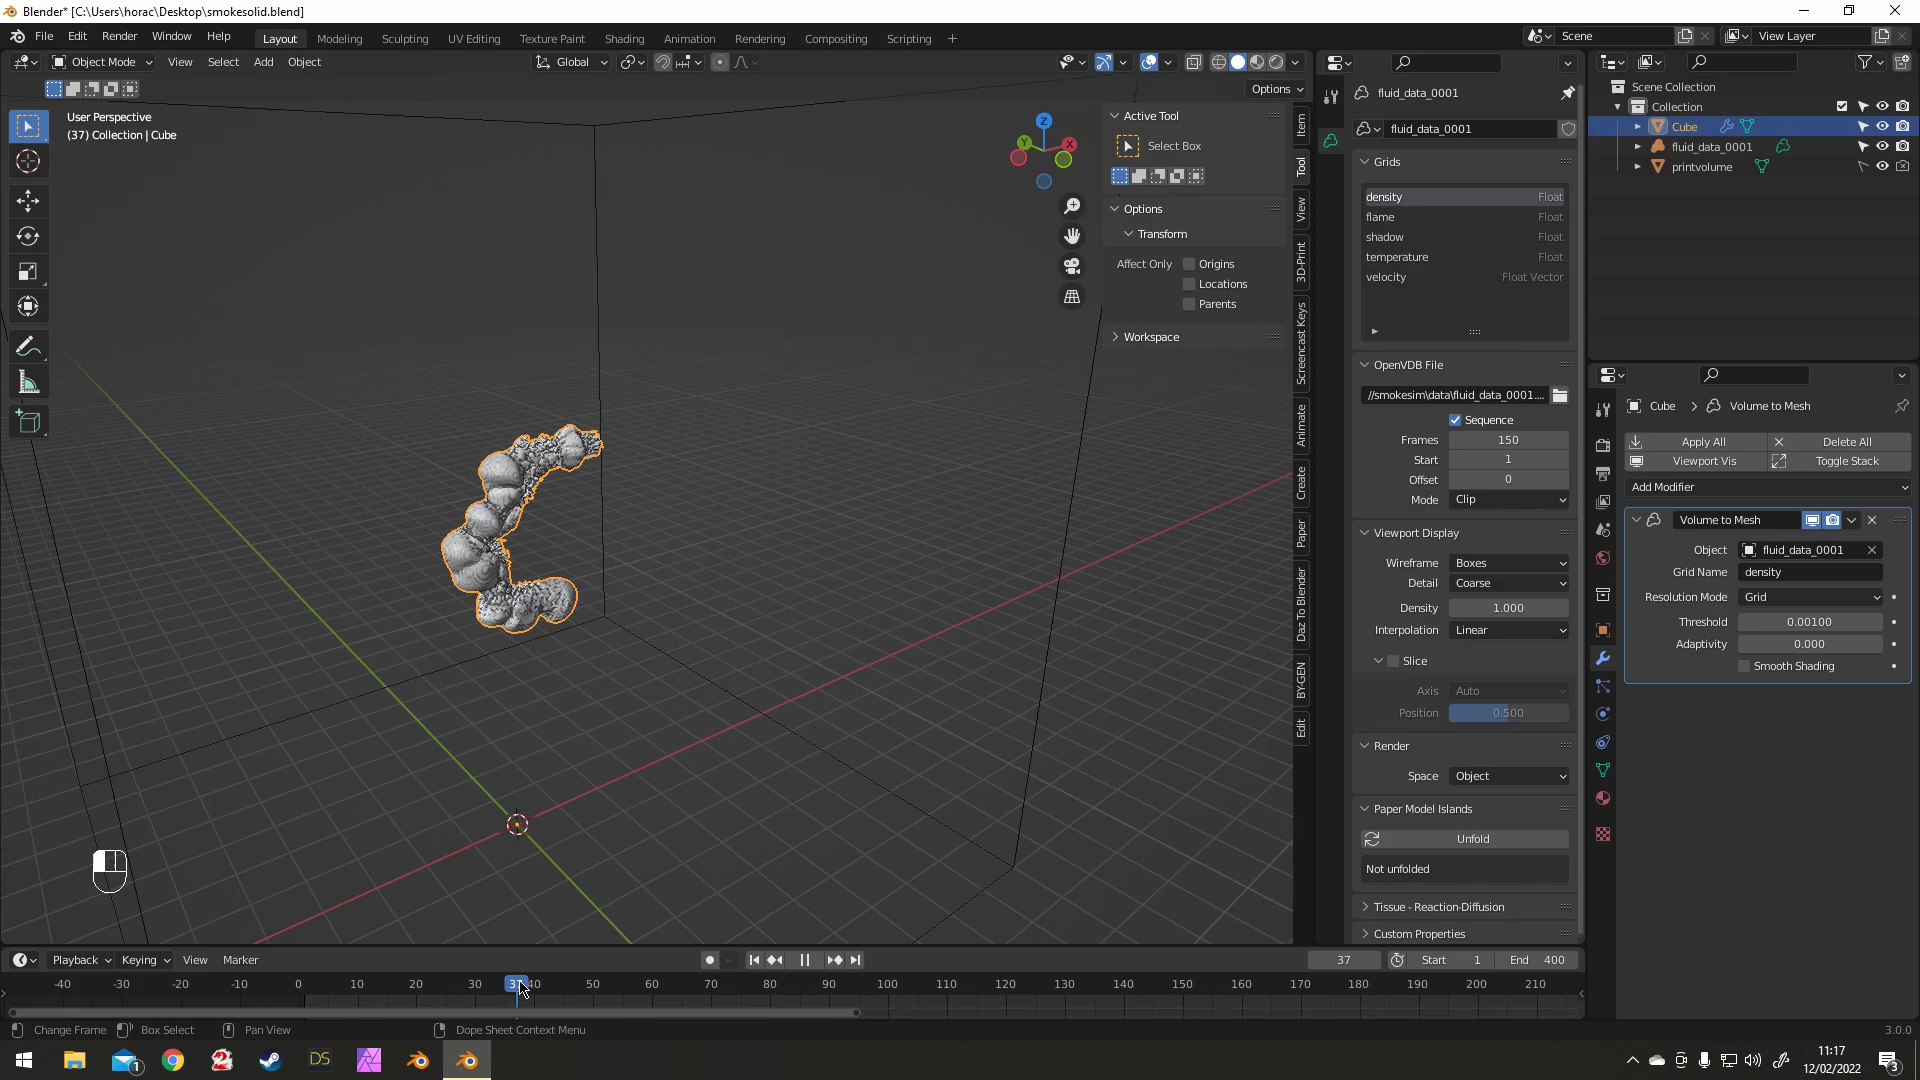 Blender* [C:\Users\horac\Desktop\smokesolid.blend]
File Edit Render Window Help
Layout Modeling Sculpting UV Editing Texture Paint Shading Animation Rendering Compositing Scripting
Scene
View Layer
Object Mode View Select Add Object
Global
Options
User Perspective
(37) Collection | Cube
Z
Y
X
Active Tool
Select Box
Options
Transform
Affect Only Origins
Locations
Parents
Workspace
Item
Tool
View
3D-Print
Screencast Keys
Animate
Create
Paper
Daz To Blender
BY-GEN
Edit
fluid_data_0001
fluid_data_0001
Grids
density Float
flame Float
shadow Float
temperature Float
velocity Float Vector
OpenVDB File
//smokesim\data\fluid_data_0001....
Sequence
Frames 150
Start 1
Offset 0
Mode Clip
Viewport Display
Wireframe Boxes
Detail Coarse
Density 1.000
Interpolation Linear
Slice
Axis Auto
Position 0.500
Render
Space Object
Paper Model Islands
Unfold
Not unfolded
Tissue - Reaction-Diffusion
Custom Properties
Scene Collection
Collection
Cube
fluid_data_0001
printvolume
Cube Volume to Mesh
Apply All Delete All
Viewport Vis Toggle Stack
Add Modifier
Volume to Mesh
Object fluid_data_0001
Grid Name density
Resolution Mode Grid
Threshold 0.00100
Adaptivity 0.000
Smooth Shading
Playback Keying View Marker
37 Start 1 End 400
-40 -30 -20 -10 0 10 20 30 37 40 50 60 70 80 90 100 110 120 130 140 150 160 170 180 190 200 210
Change Frame Box Select Pan View Dope Sheet Context Menu 3.0.0
1
2
DS
11:17
12/02/2022
3